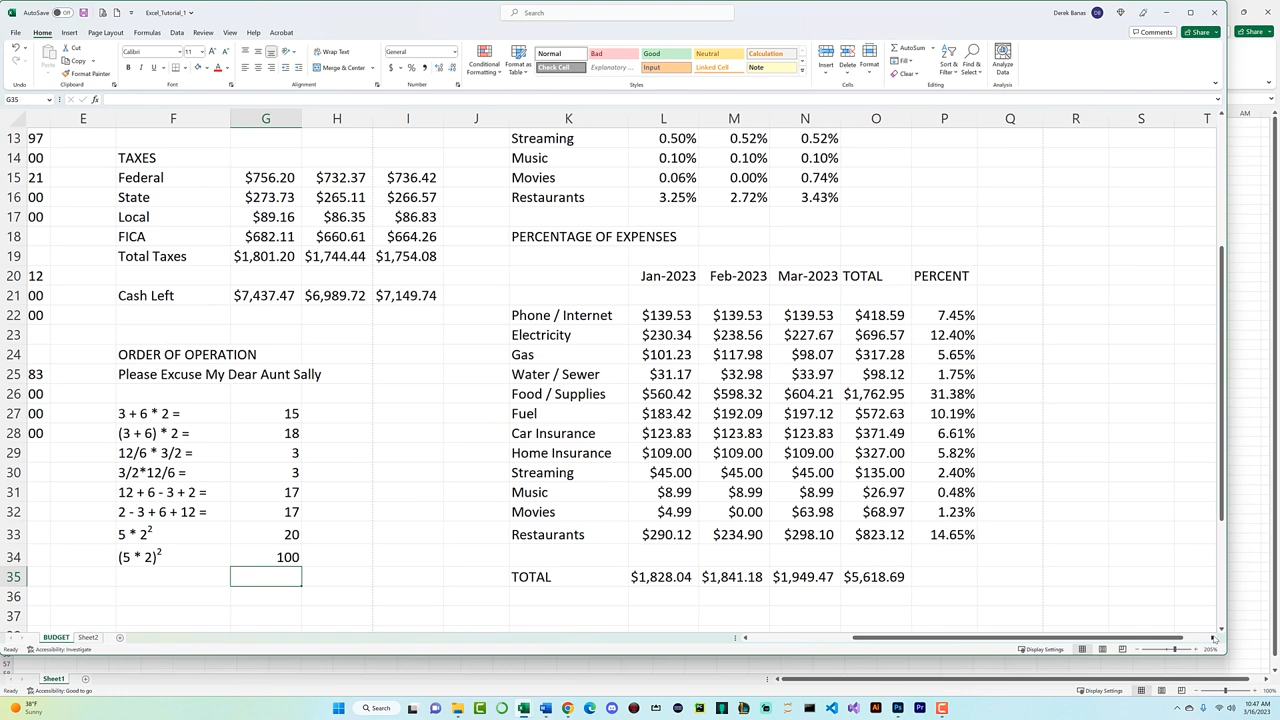 AutoSave Off Excel_Tutorial_1 Search Derek Banas
File Home Insert Page Layout Formulas Data Review View Help Acrobat Comments Share Share
Cut Calibri 11 Wrap Text General Normal Bad Good Neutral Calculation AutoSum
Copy Fill
Paste Format Painter Merge & Center Conditional Formatting Format as Table Check Cell Explanatory ... Input Linked Cell Note Insert Delete Format Clear Sort & Filter Find & Select Analyze Data
Undo Clipboard Font Alignment Number Styles Cells Editing Analysis
G35 fx
E F G H I J K L M N O P Q R S T AM
13 97 Streaming 0.50% 0.52% 0.52%
14 00 TAXES Music 0.10% 0.10% 0.10%
15 21 Federal $756.20 $732.37 $736.42 Movies 0.06% 0.00% 0.74%
16 00 State $273.73 $265.11 $266.57 Restaurants 3.25% 2.72% 3.43%
17 00 Local $89.16 $86.35 $86.83
18 FICA $682.11 $660.61 $664.26 PERCENTAGE OF EXPENSES
19 Total Taxes $1,801.20 $1,744.44 $1,754.08
20 12 Jan-2023 Feb-2023 Mar-2023 TOTAL PERCENT
21 00 Cash Left $7,437.47 $6,989.72 $7,149.74
22 00 Phone / Internet $139.53 $139.53 $139.53 $418.59 7.45%
23 Electricity $230.34 $238.56 $227.67 $696.57 12.40%
24 ORDER OF OPERATION Gas $101.23 $117.98 $98.07 $317.28 5.65%
25 83 Please Excuse My Dear Aunt Sally Water / Sewer $31.17 $32.98 $33.97 $98.12 1.75%
26 00 Food / Supplies $560.42 $598.32 $604.21 $1,762.95 31.38%
27 00 3 + 6 * 2 = 15 Fuel $183.42 $192.09 $197.12 $572.63 10.19%
28 00 (3 + 6) * 2 = 18 Car Insurance $123.83 $123.83 $123.83 $371.49 6.61%
29 12/6 * 3/2 = 3 Home Insurance $109.00 $109.00 $109.00 $327.00 5.82%
30 3/2*12/6 = 3 Streaming $45.00 $45.00 $45.00 $135.00 2.40%
31 12 + 6 - 3 + 2 = 17 Music $8.99 $8.99 $8.99 $26.97 0.48%
32 2 - 3 + 6 + 12 = 17 Movies $4.99 $0.00 $63.98 $68.97 1.23%
33 5 * 2² 20 Restaurants $290.12 $234.90 $298.10 $823.12 14.65%
34 (5 * 2)² 100
35 TOTAL $1,828.04 $1,841.18 $1,949.47 $5,618.69
36
37
BUDGET Sheet2
Ready Accessibility: Investigate Display Settings 205%
57
Sheet1
Ready Accessibility: Good to go Display Settings 100%
38°F
Sunny
Search
10:47 AM
3/16/2023